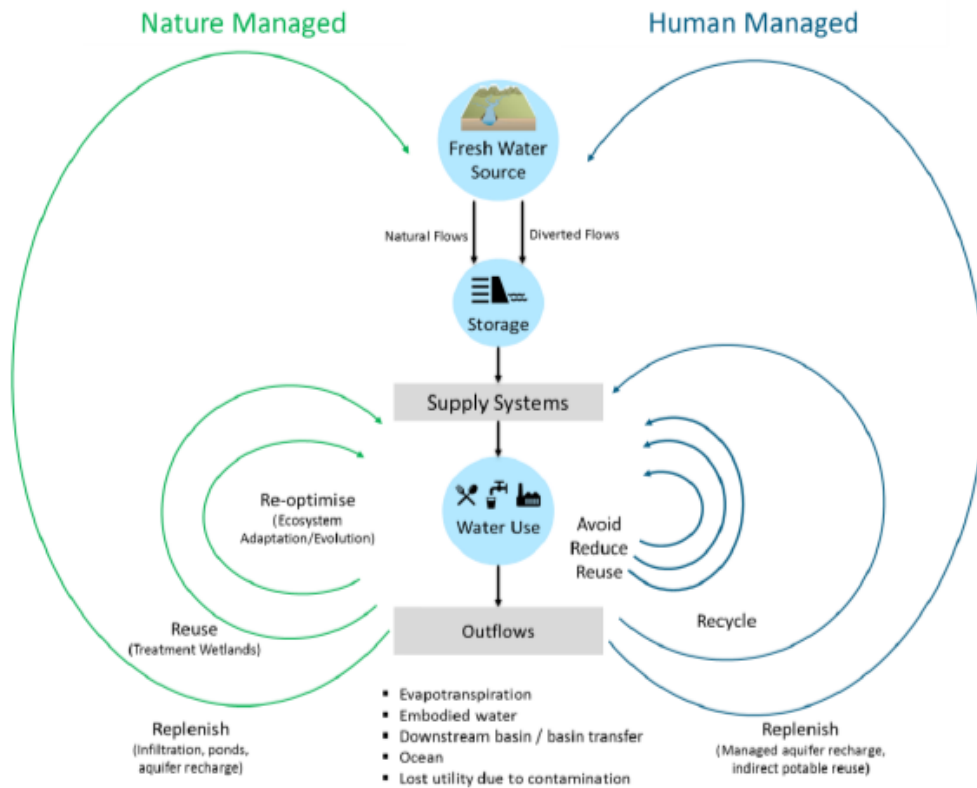 Nature Managed
Human Managed
Fresh Water
Source
Natural Flows
Diverted Flows
Storage
Supply Systems
Re-optimise
(Ecosystem
Adaptation/Evolution)
Water Use
Avoid
Reduce
Reuse
Reuse
(Treatment Wetlands)
Outflows
Recycle
Replenish
(Infiltration, ponds,
aquifer recharge)
▪ Evapotranspiration
▪ Embodied water
▪ Downstream basin / basin transfer
▪ Ocean
▪ Lost utility due to contamination
Replenish
(Managed aquifer recharge,
indirect potable reuse)